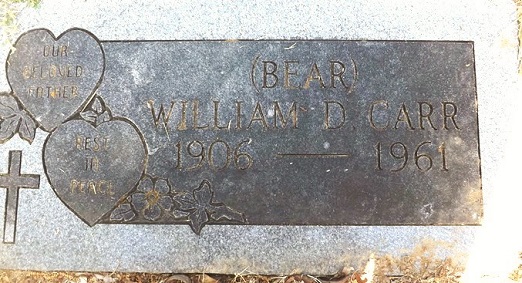 OUR
BELOVED
FATHER
REST
IN
PEACE
(BEAR)
WILLIAM D. CARR
1906 — 1961